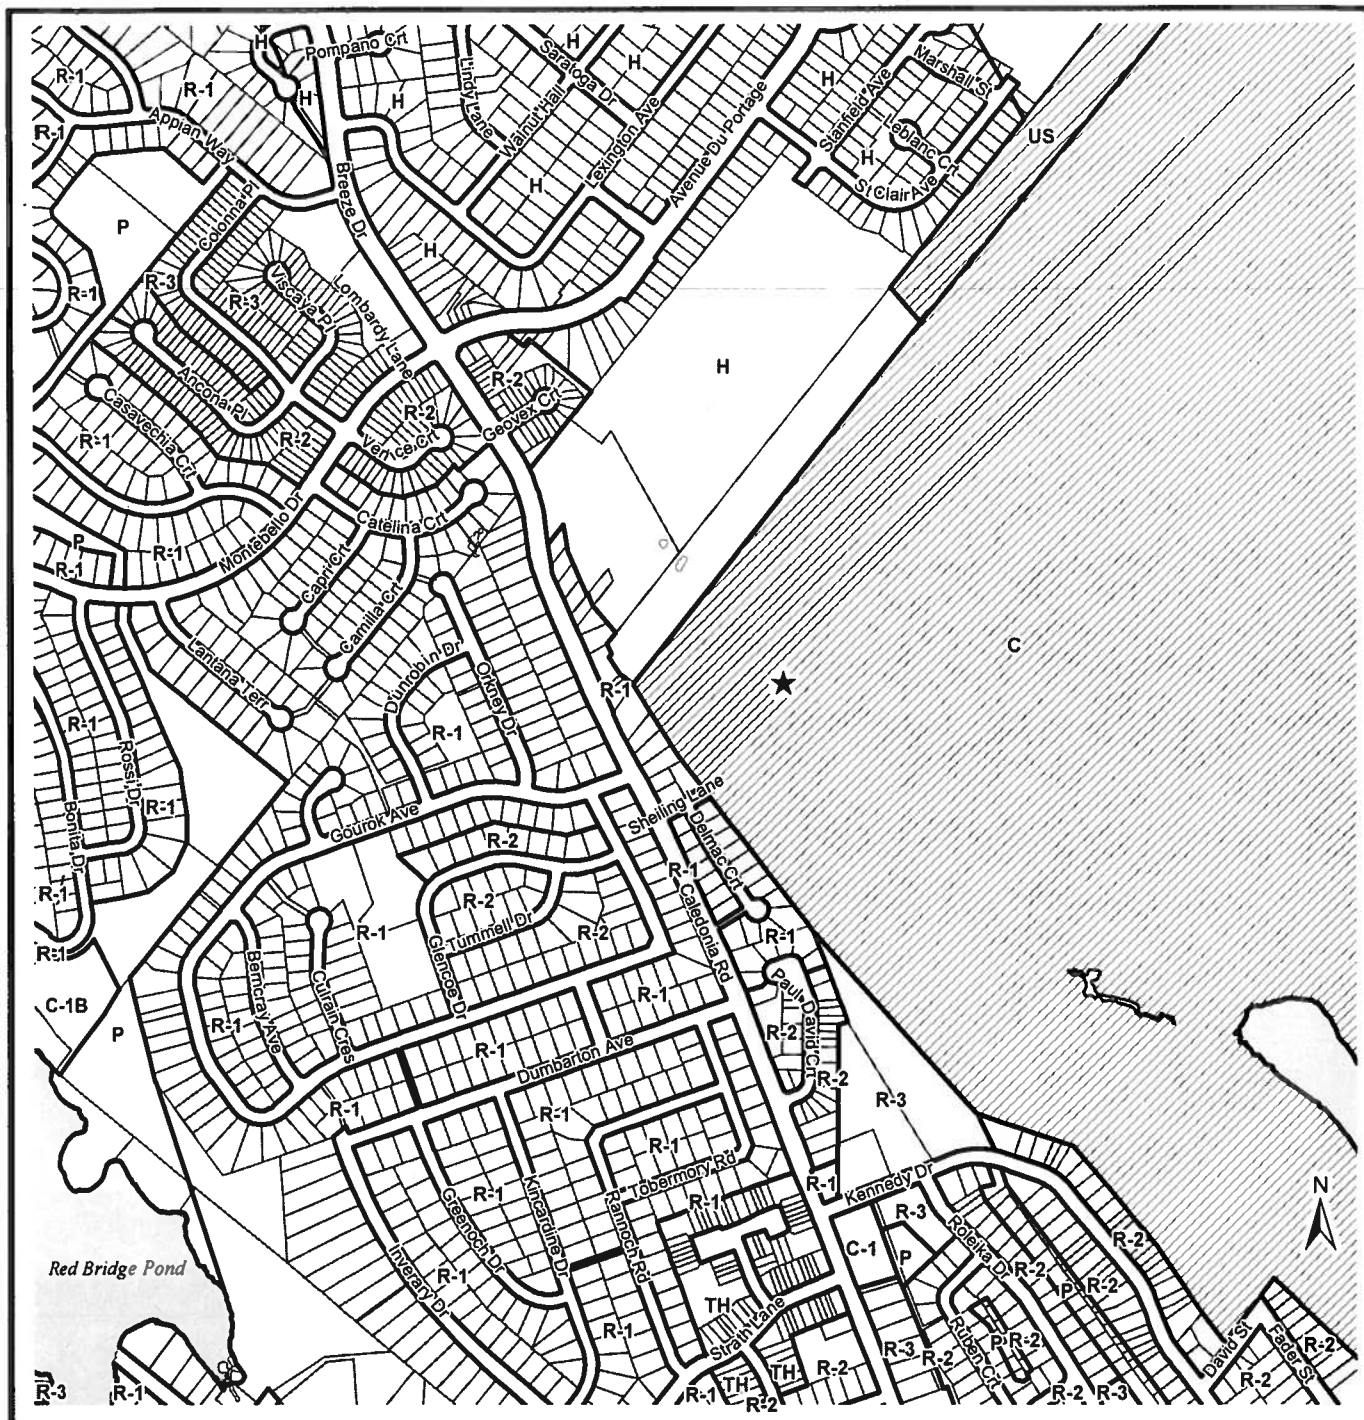 H
Pompano Crt
H
H
R-1
R-1
R-1
Appian Way
Lindy Lane
Saratoga Dr
H
H
Walnut Hall
Lexington Ave
H
Avenue Du Portage
H
Stanfield Ave
Marshall St
Leblanc Crt
H
St Clair Ave
US
Breeze Dr
P
Colonna Pl
H
R-1
R-3
R-3
Viscaya Pl
Lombardy Lane
H
Ancona Pl
R-2
R-2
Casavechia Crt
R-1
R-2
Venice Crt
Geovex Crt
Catelina Crt
Montebello Dr
P
R-1
R-1
Capri Crt
Camilla Crt
Lantana Terr
Dunrobin Dr
Orkney Dr
R-1
R-1
C
R-1
Rossi Dr
R-1
Bonita Dr
R-1
R-1
Gourok Ave
Sheiling Lane
Delmac Crt
R-2
R-1
Caledonia Rd
R-2
Tummell Dr
R-2
R-1
Glencoe Dr
R-1
C-1B
P
R-1
Berncray Ave
Culrain Cres
R-1
Paul David Crt
R-2
R-2
R-1
Dumbarton Ave
R-1
R-1
R-3
R-1
Tobermory Rd
R-1
Kennedy Dr
R-1
R-1
Kincardine Dr
Greenoch Dr
Rannoch Rd
R-3
C-1
P
Roleika Dr
R-2
N
Red Bridge Pond
Inverary Dr
R-1
R-2
P
R-2
TH
Strath Lane
R-1
R-3
R-2
Ruben Crt
P
R-2
David St
Fader St
R-2
R-2
R-3
R-1
R-1
TH
TH
R-2
R-2
R-2
R-3